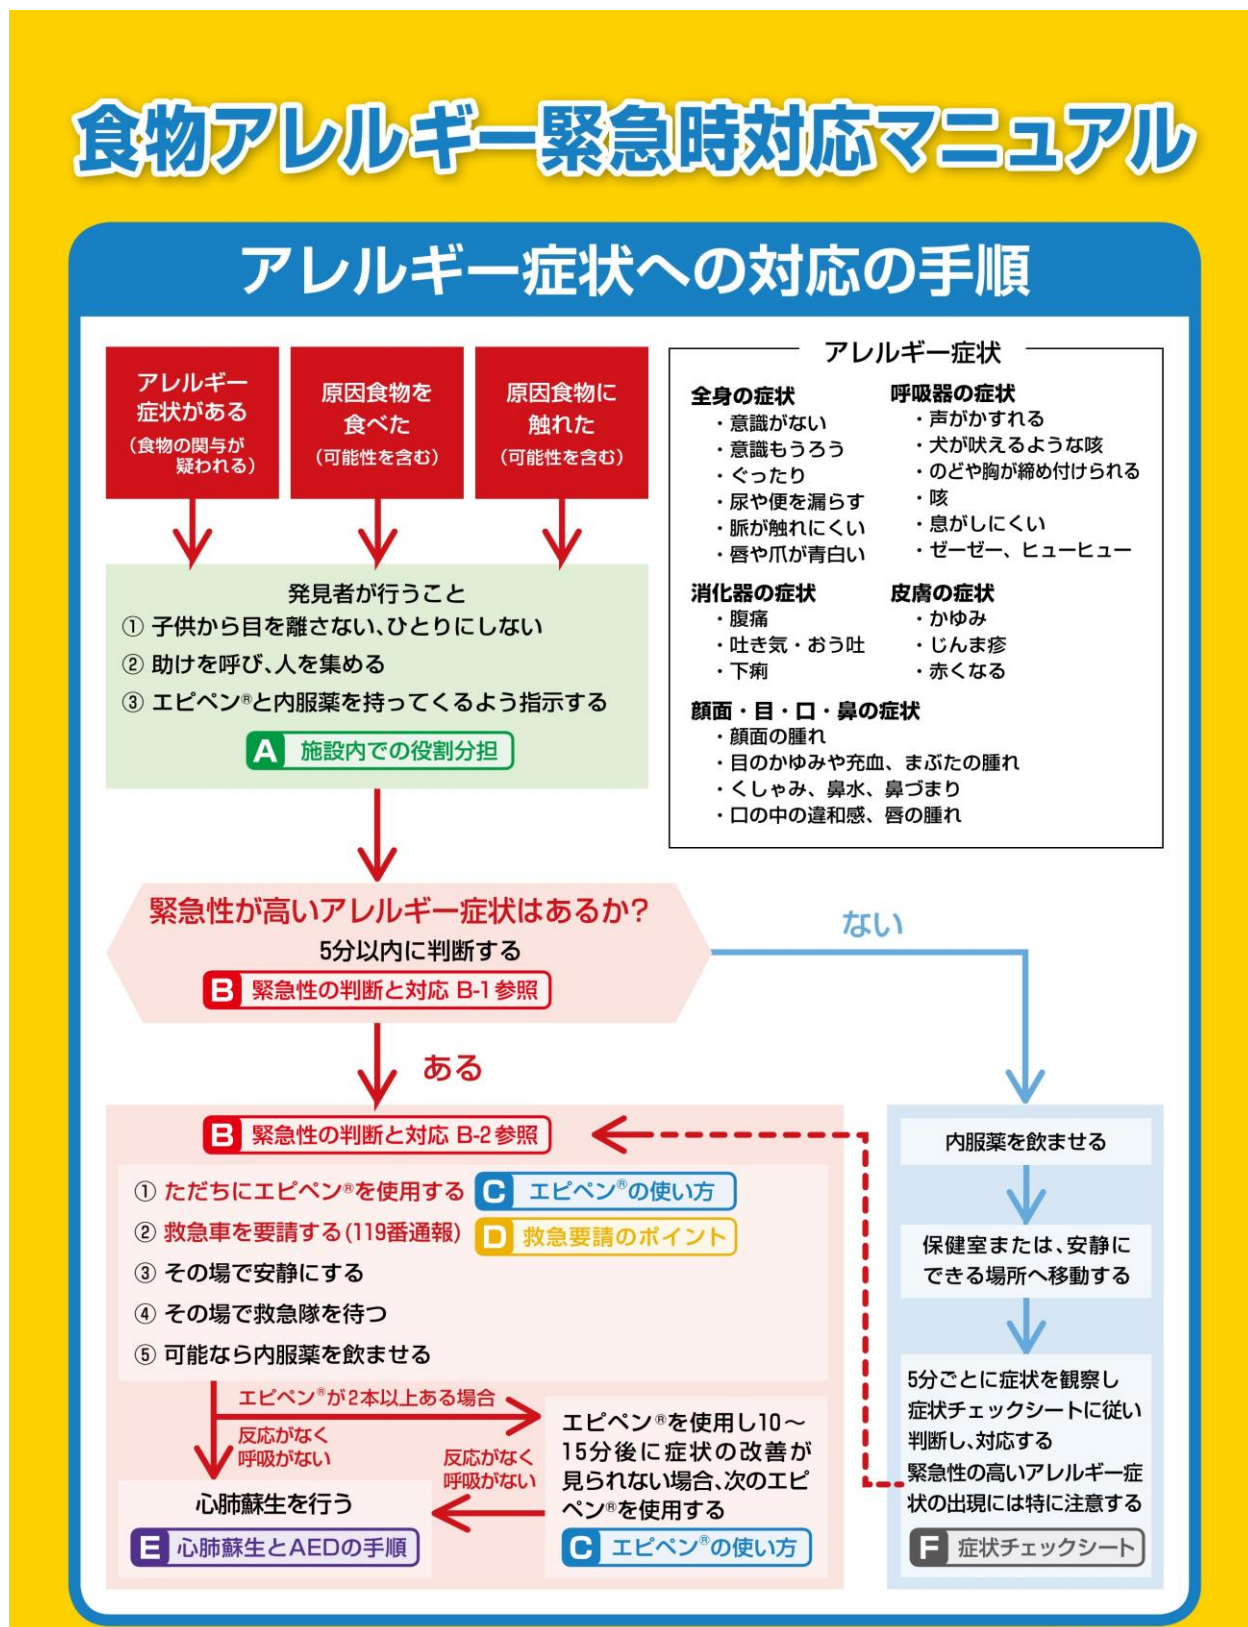 食物アレルギー緊急時対応マニュアル
アレルギー症状への対応の手順
アレルギー
症状がある
(食物の関与が
疑われる)
原因食物を
食べた
(可能性を含む)
原因食物に
触れた
(可能性を含む)
発見者が行うこと
① 子供から目を離さない、ひとりにしない
② 助けを呼び、人を集める
③ エピペン®と内服薬を持ってくるよう指示する
A 施設内での役割分担
アレルギー症状
全身の症状
・意識がない
・意識もうろう
・ぐったり
・尿や便を漏らす
・脈が触れにくい
・唇や爪が青白い
呼吸器の症状
・声がかすれる
・犬が吠えるような咳
・のどや胸が締め付けられる
・咳
・息がしにくい
・ゼーゼー、ヒューヒュー
消化器の症状
・腹痛
・吐き気・おう吐
・下痢
皮膚の症状
・かゆみ
・じんま疹
・赤くなる
顔面・目・口・鼻の症状
・顔面の腫れ
・目のかゆみや充血、まぶたの腫れ
・くしゃみ、鼻水、鼻づまり
・口の中の違和感、唇の腫れ
緊急性が高いアレルギー症状はあるか?
5分以内に判断する
B 緊急性の判断と対応 B-1参照
ない
ある
B 緊急性の判断と対応 B-2参照
① ただちにエピペン®を使用する C エピペン®の使い方
② 救急車を要請する(119番通報) D 救急要請のポイント
③ その場で安静にする
④ その場で救急隊を待つ
⑤ 可能なら内服薬を飲ませる
エピペン®が2本以上ある場合
反応がなく
呼吸がない
反応がなく
呼吸がない
エピペン®を使用し10〜
15分後に症状の改善が
見られない場合、次のエピ
ペン®を使用する
C エピペン®の使い方
心肺蘇生を行う
E 心肺蘇生とAEDの手順
内服薬を飲ませる
保健室または、安静に
できる場所へ移動する
5分ごとに症状を観察し
症状チェックシートに従い
判断し、対応する
緊急性の高いアレルギー症
状の出現には特に注意する
F 症状チェックシート